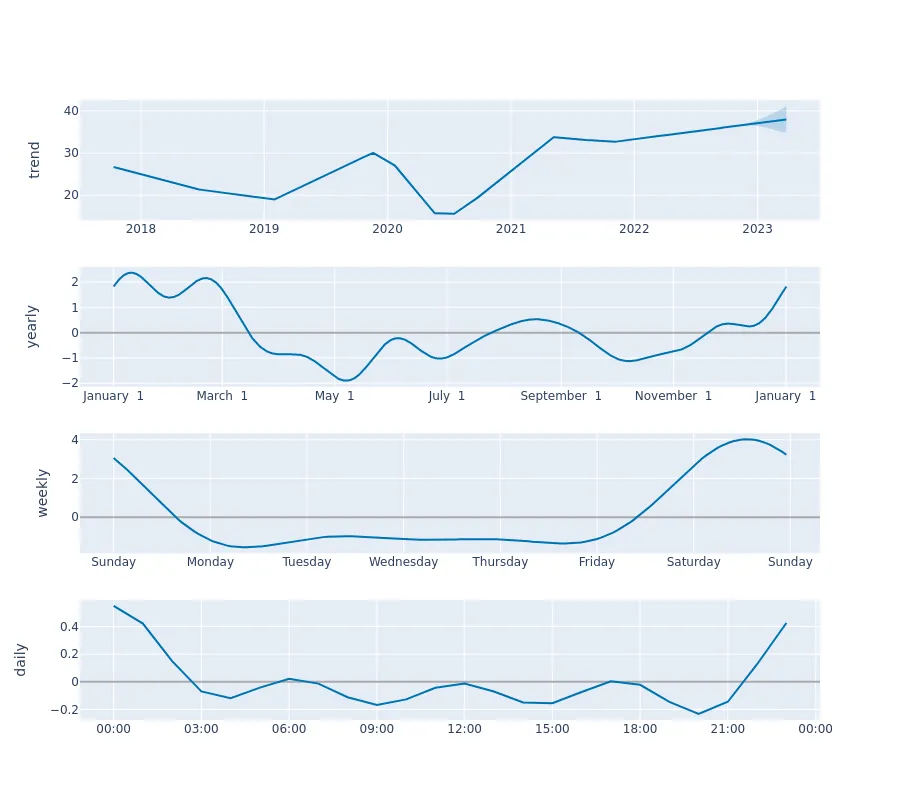 trend
40
30
20
2018 2019 2020 2021 2022 2023
yearly
2
1
0
−1
−2
January 1 March 1 May 1 July 1 September 1 November 1 January 1
weekly
4
2
0
Sunday Monday Tuesday Wednesday Thursday Friday Saturday Sunday
daily
0.4
0.2
0
−0.2
00:00 03:00 06:00 09:00 12:00 15:00 18:00 21:00 00:00